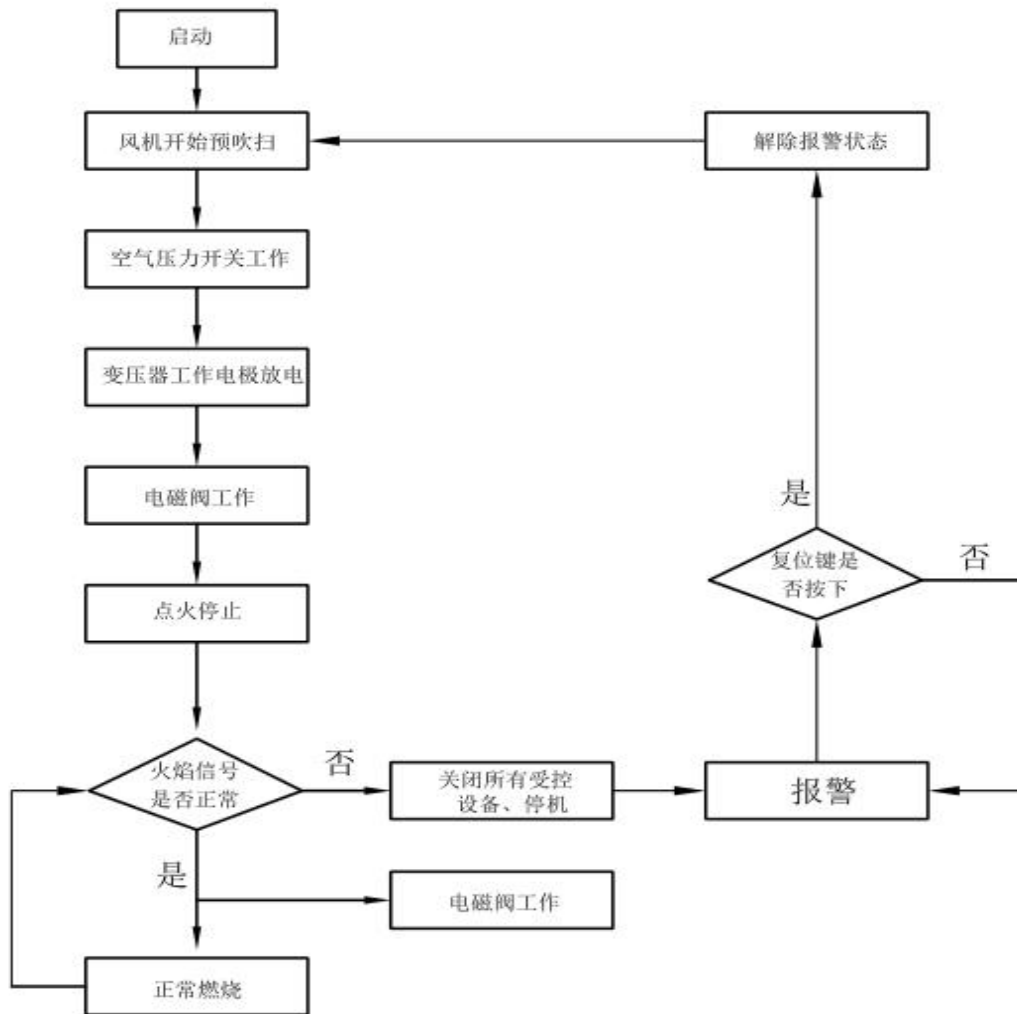 启动
风机开始预吹扫
解除报警状态
空气压力开关工作
变压器工作电极放电
电磁阀工作
是
复位键是
否按下
否
点火停止
火焰信号
是否正常
否
关闭所有受控
设备、停机
报警
是
电磁阀工作
正常燃烧